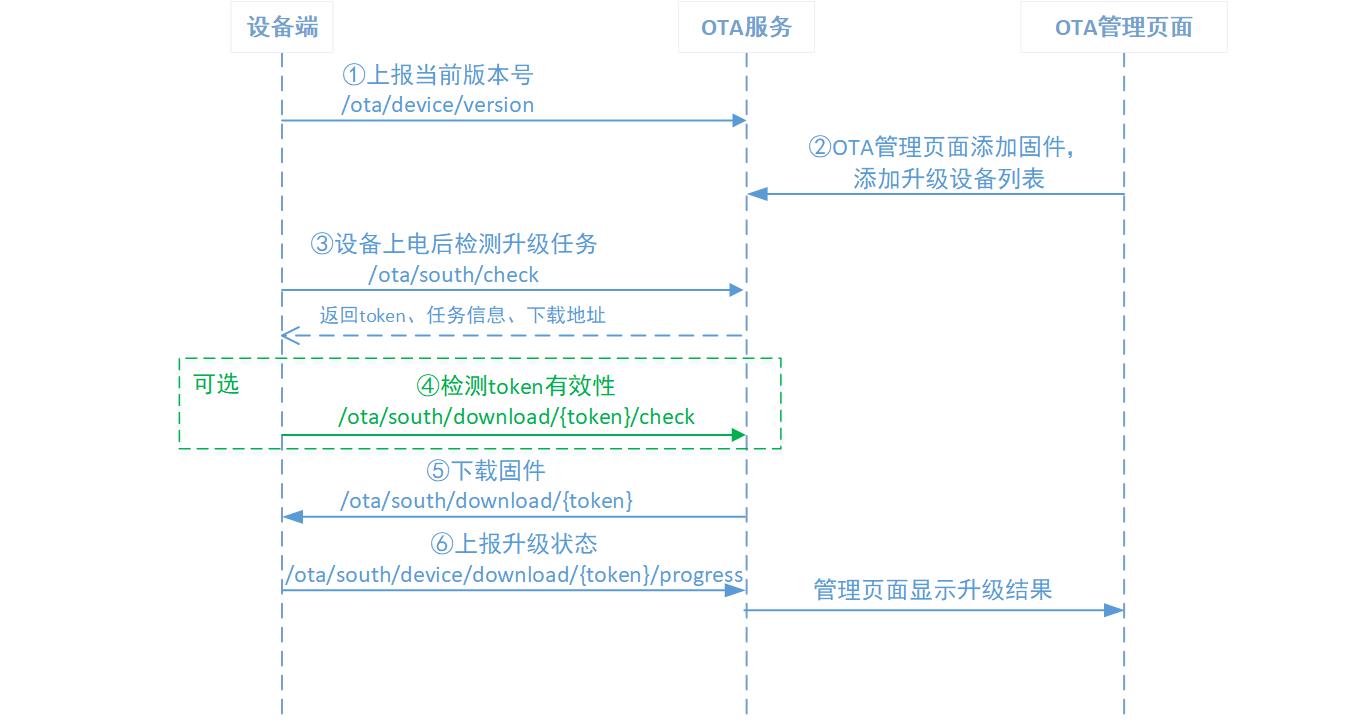 设备端
OTA服务
OTA管理页面
①上报当前版本号
/ota/device/version
②OTA管理页面添加固件,
添加升级设备列表
③设备上电后检测升级任务
/ota/south/check
返回token、任务信息、下载地址
可选
④检测token有效性
/ota/south/download/{token}/check
⑤下载固件
/ota/south/download/{token}
⑥上报升级状态
/ota/south/device/download/{token}/progress
管理页面显示升级结果